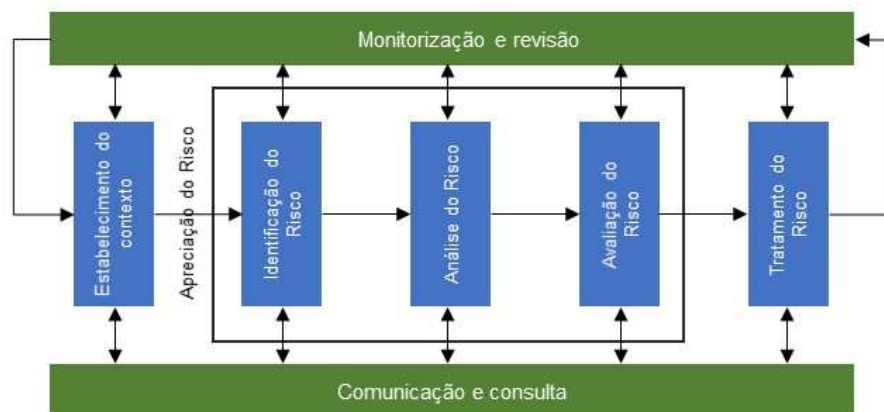 Monitorização e revisão
Estabelecimento do
contexto
Apreciação do Risco
Identificação do
Risco
Análise do Risco
Avaliação do
Risco
Tratamento do
Risco
Comunicação e consulta